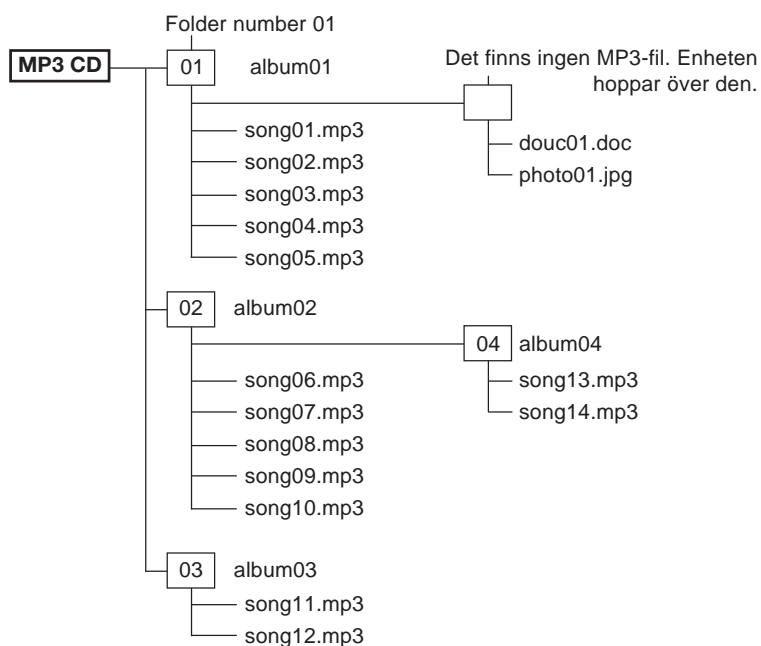 Folder number 01
MP3 CD
01 album01
Det finns ingen MP3-fil. Enheten
hoppar över den.
song01.mp3
douc01.doc
song02.mp3
photo01.jpg
song03.mp3
song04.mp3
song05.mp3
02 album02
04 album04
song06.mp3
song13.mp3
song07.mp3
song14.mp3
song08.mp3
song09.mp3
song10.mp3
03 album03
song11.mp3
song12.mp3